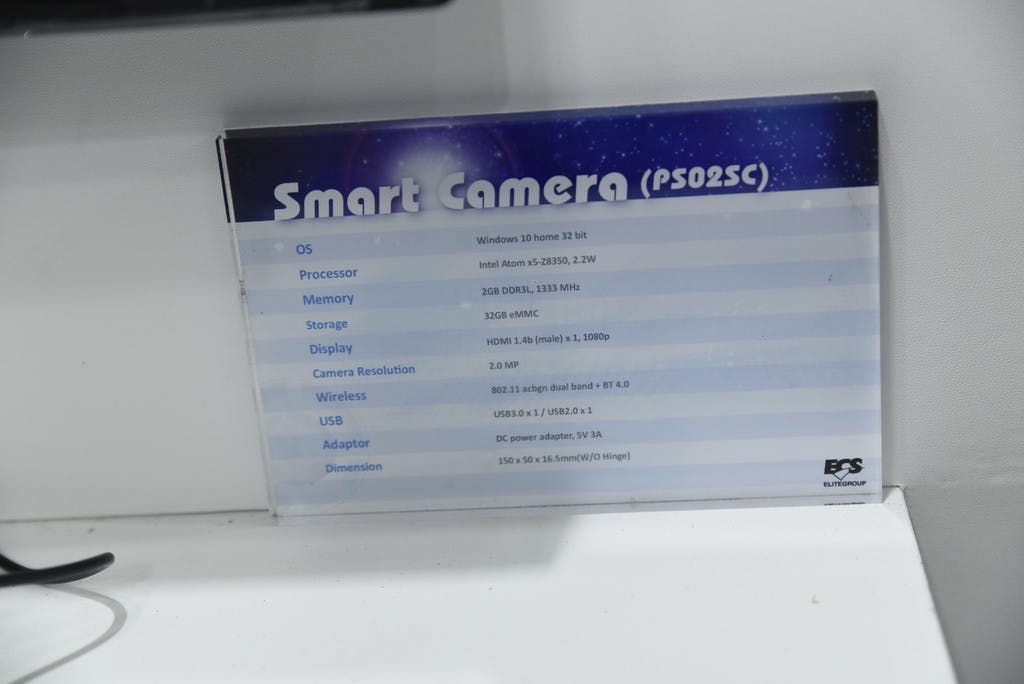 Smart Camera (PS02SC)
OS Windows 10 home 32 bit
Processor Intel Atom x5-Z8350, 2.2W
Memory 2GB DDR3L, 1333 MHz
Storage 32GB eMMC
Display HDMI 1.4b (male) x 1, 1080p
Camera Resolution 2.0 MP
Wireless 802.11 acbgn dual band + BT 4.0
USB USB3.0 x 1 / USB2.0 x 1
Adaptor DC power adapter, 5V 3A
Dimension 150 x 50 x 16.5mm(W/O Hinge)
ECS
ELITEGROUP